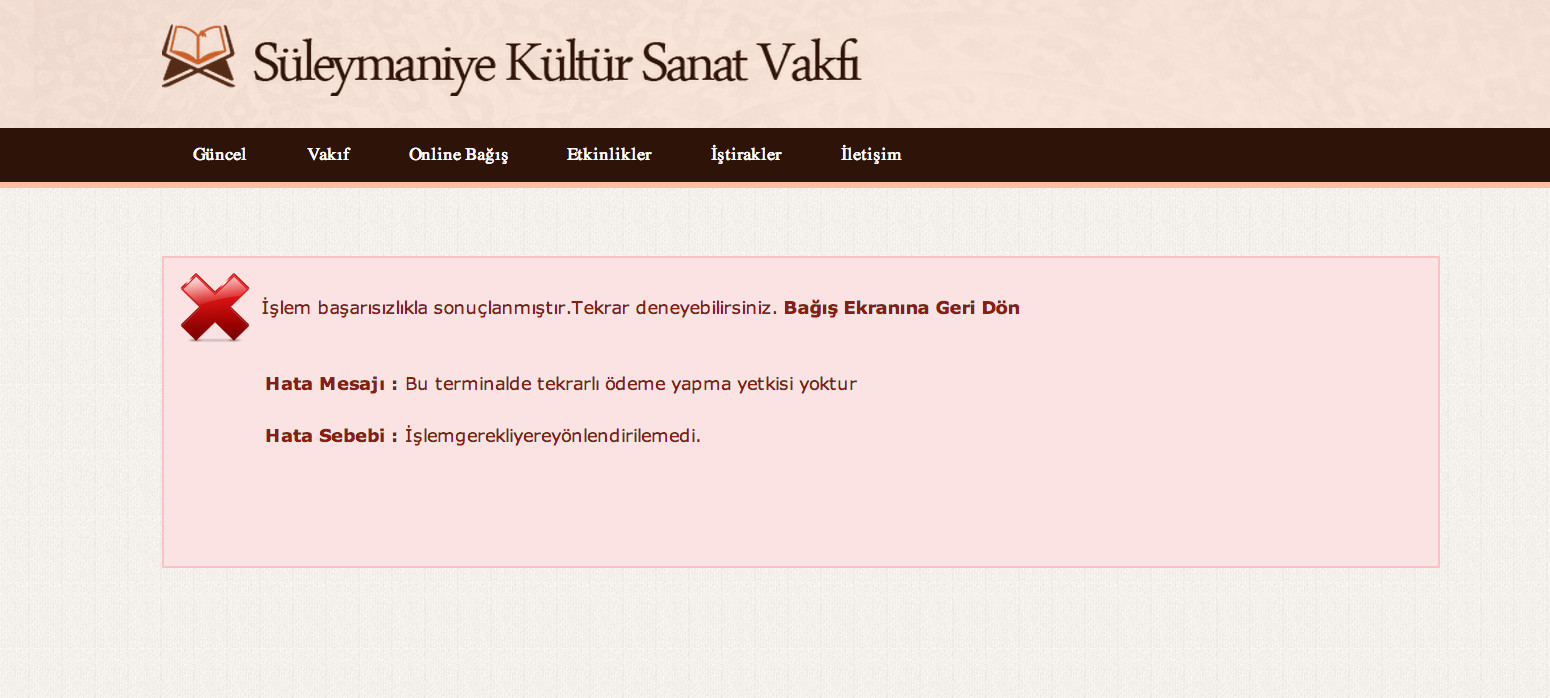 Süleymaniye Kültür Sanat Vakfı
Güncel Vakıf Online Bağış Etkinlikler İştirakler İletişim
İşlem başarısızlıkla sonuçlanmıştır.Tekrar deneyebilirsiniz. Bağış Ekranına Geri Dön
Hata Mesajı : Bu terminalde tekrarlı ödeme yapma yetkisi yoktur
Hata Sebebi : İşlemgerekliyereyönlendirilemedi.